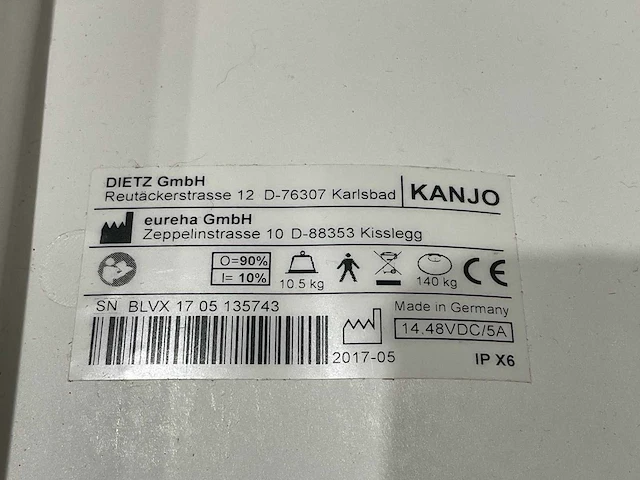 DIETZ GmbH
Reutäckerstrasse 12 D-76307 Karlsbad
KANJO
eureha GmbH
Zeppelinstrasse 10 D-88353 Kisslegg
O=90%
I= 10%
10.5 kg
140 kg
CE
SN BLVX 17 05 135743
2017-05
Made in Germany
14.48VDC/5A
IP X6